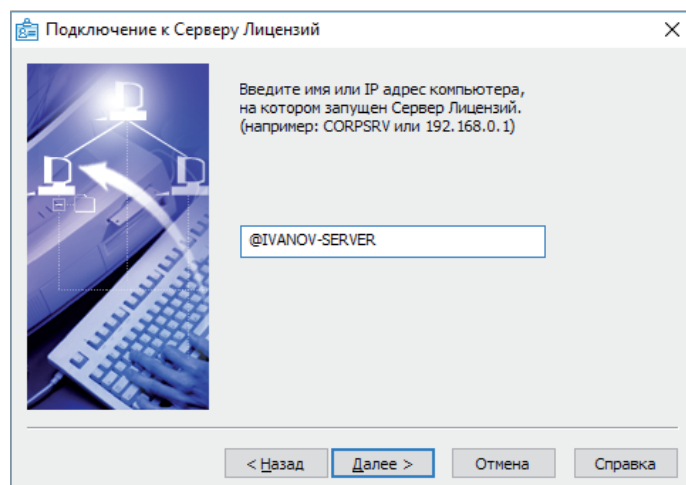 Подключение к Серверу Лицензий
Введите имя или IP адрес компьютера,
на котором запущен Сервер Лицензий.
(например: CORPSRV или 192.168.0.1)
@IVANOV-SERVER
< Назад
Далее >
Отмена
Справка